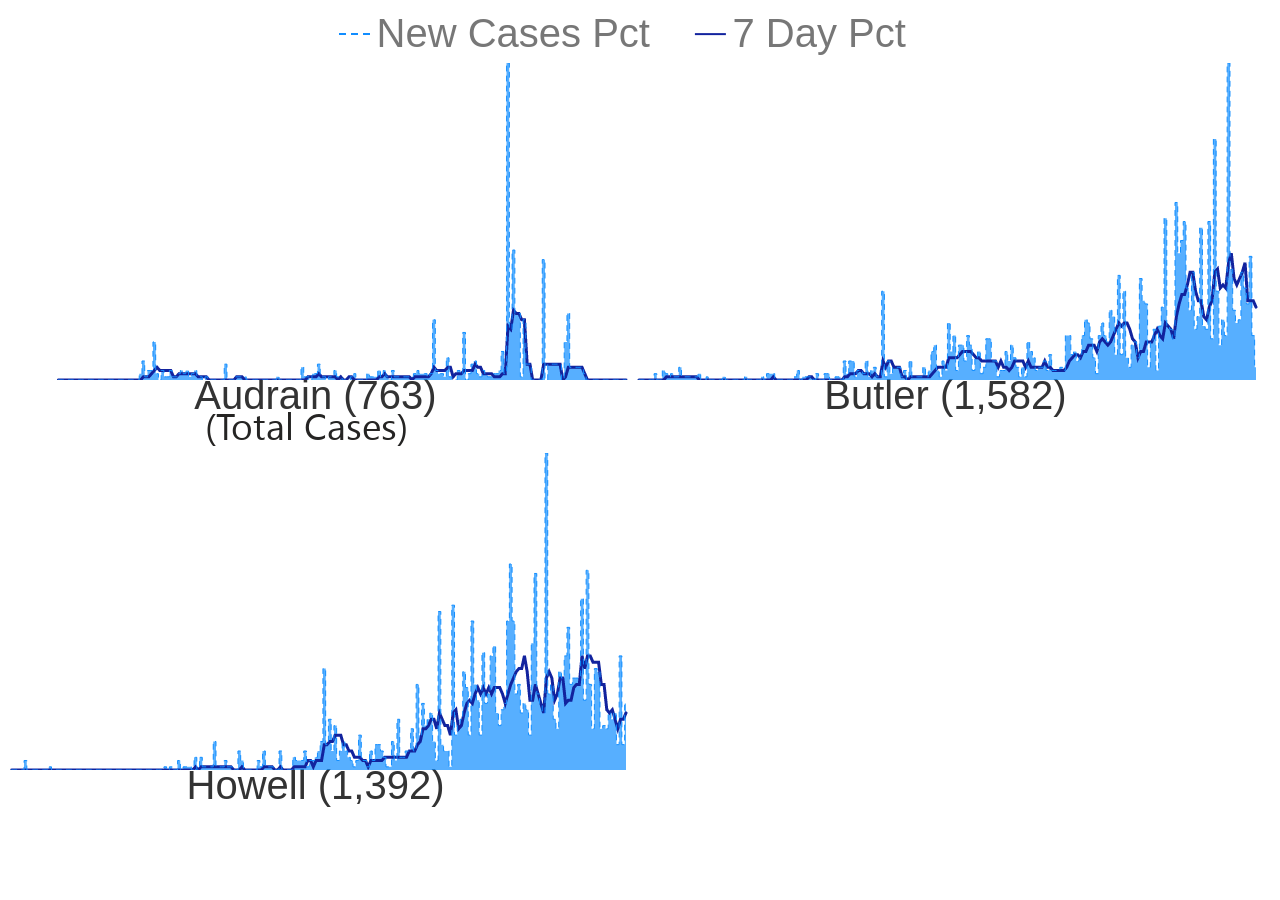 New Cases Pct 7 Day Pct
Audrain (763) Butler (1,582)
(Total Cases)
Howell (1,392)